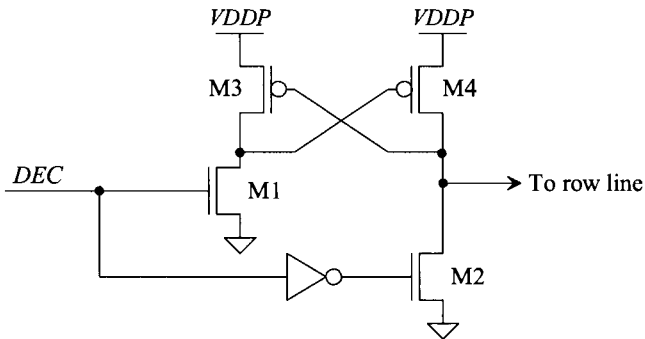 VDDP
VDDP
M3
M4
DEC
M1
To row line
M2